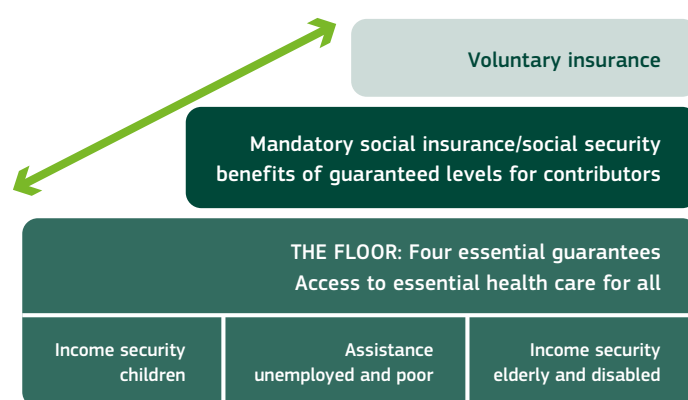 Voluntary insurance
Mandatory social insurance/social security
benefits of guaranteed levels for contributors
THE FLOOR: Four essential guarantees
Access to essential health care for all
Income security
children
Assistance
unemployed and poor
Income security
elderly and disabled